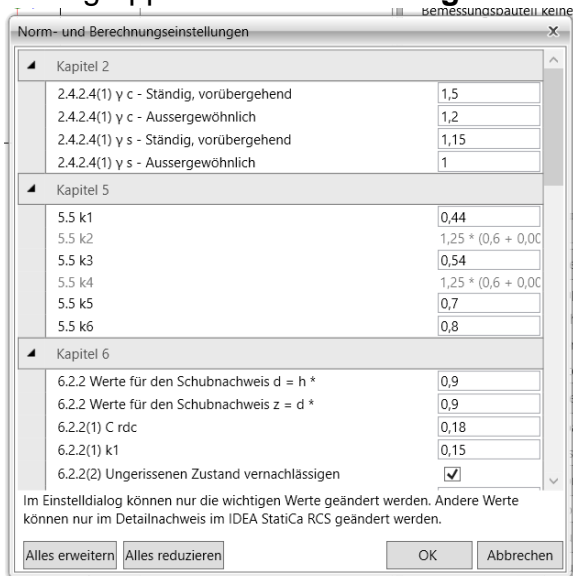 Bemessungsbauteil keine
Norm- und Berechnungseinstellungen X
Kapitel 2
2.4.2.4(1) γ c - Ständig, vorübergehend 1,5
2.4.2.4(1) γ c - Aussergewöhnlich 1,2
2.4.2.4(1) γ s - Ständig, vorübergehend 1,15
2.4.2.4(1) γ s - Aussergewöhnlich 1
Kapitel 5
5.5 k1 0,44
5.5 k2 1,25 * (0,6 + 0,00
5.5 k3 0,54
5.5 k4 1,25 * (0,6 + 0,00
5.5 k5 0,7
5.5 k6 0,8
Kapitel 6
6.2.2 Werte für den Schubnachweis d = h * 0,9
6.2.2 Werte für den Schubnachweis z = d * 0,9
6.2.2(1) C rdc 0,18
6.2.2(1) k1 0,15
6.2.2(2) Ungerissenen Zustand vernachlässigen
Im Einstelldialog können nur die wichtigen Werte geändert werden. Andere Werte
können nur im Detailnachweis im IDEA StatiCa RCS geändert werden.
Alles erweitern Alles reduzieren OK Abbrechen